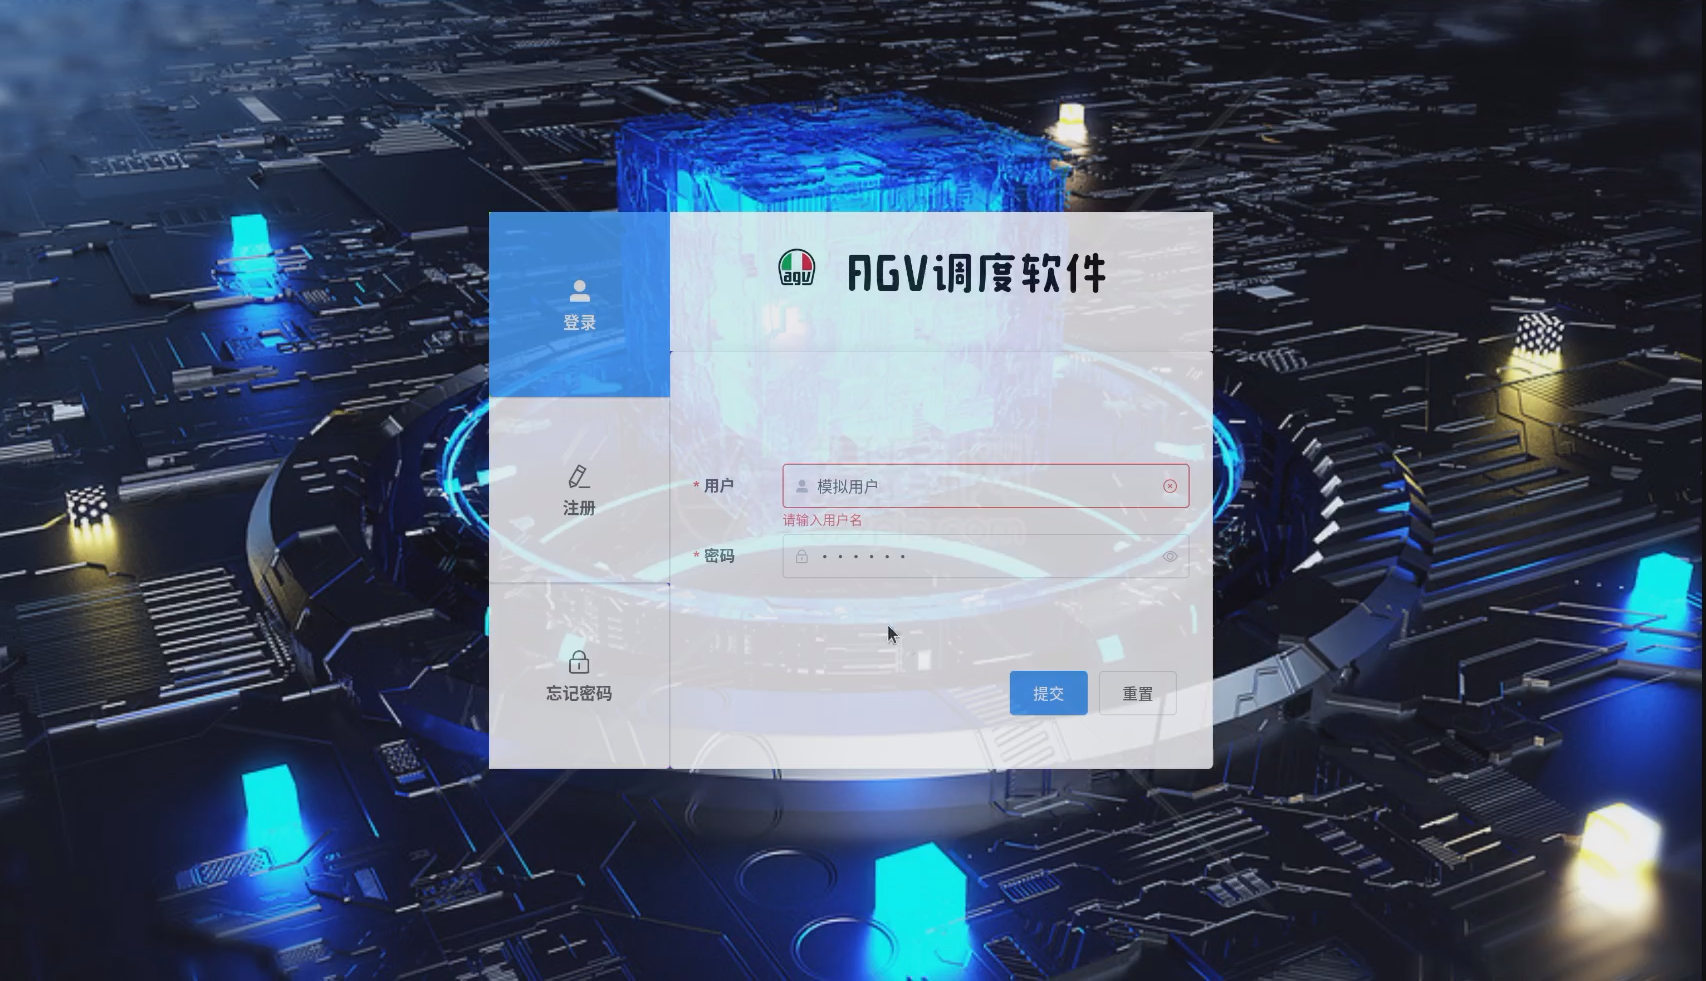 agv
AGV调度软件
登录
注册
忘记密码
* 用户
模拟用户
请输入用户名
* 密码
••••••
提交
重置